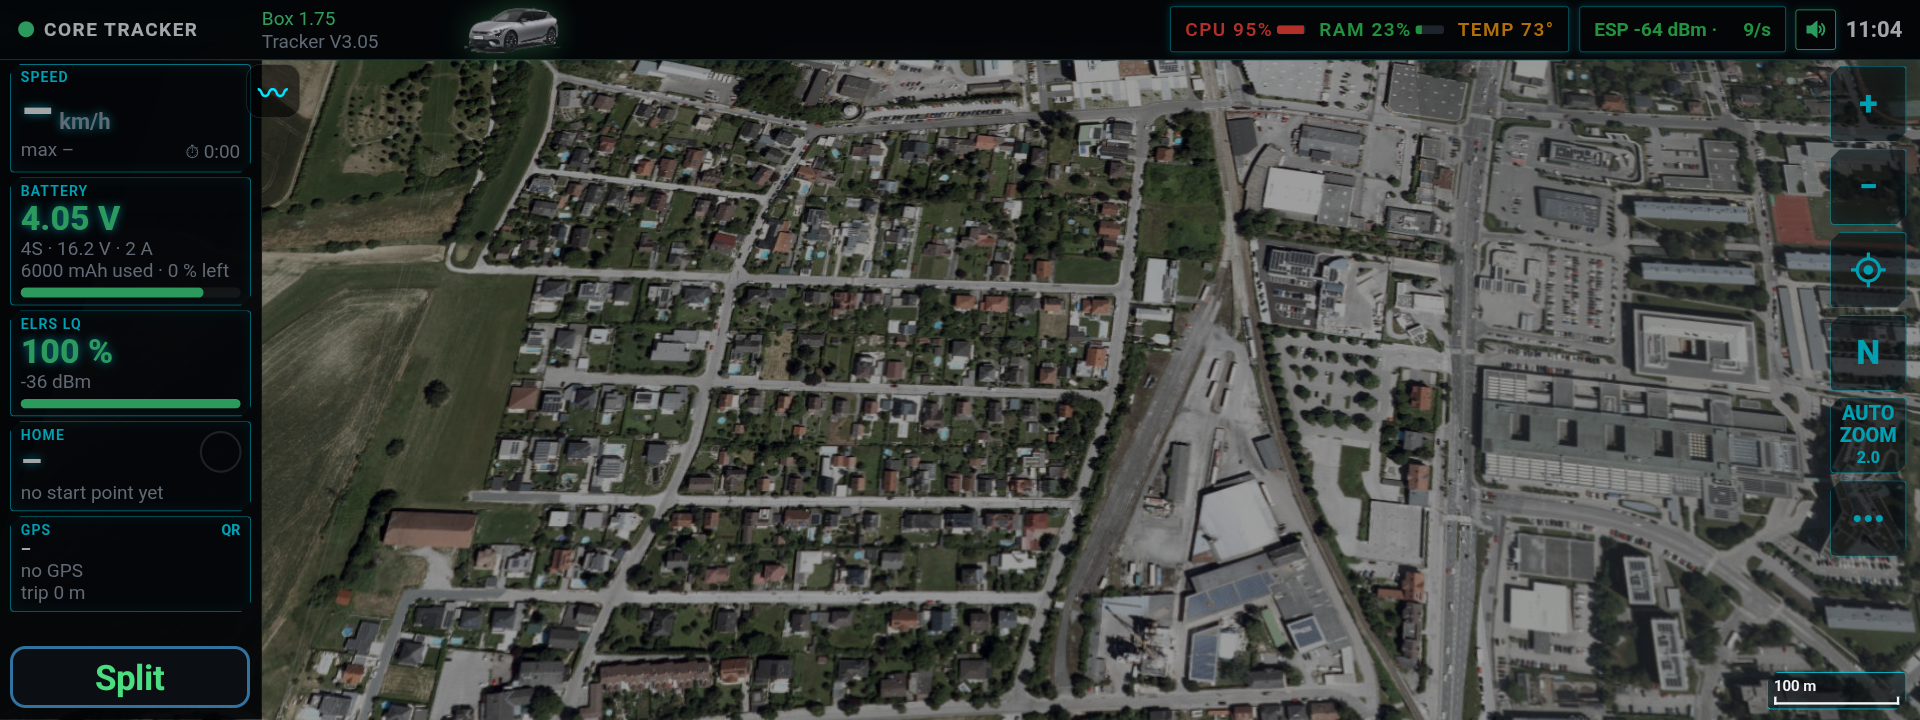 CORE TRACKER
Box 1.75
Tracker V3.05
CPU 95%
RAM 23%
TEMP 73°
ESP -64 dBm · 9/s
11:04
SPEED
– km/h
max –
⏱ 0:00
BATTERY
4.05 V
4S · 16.2 V · 2 A
6000 mAh used · 0 % left
ELRS LQ
100 %
-36 dBm
HOME
–
no start point yet
GPS
QR
–
no GPS
trip 0 m
Split
+
−
N
AUTO
ZOOM
2.0
•••
100 m